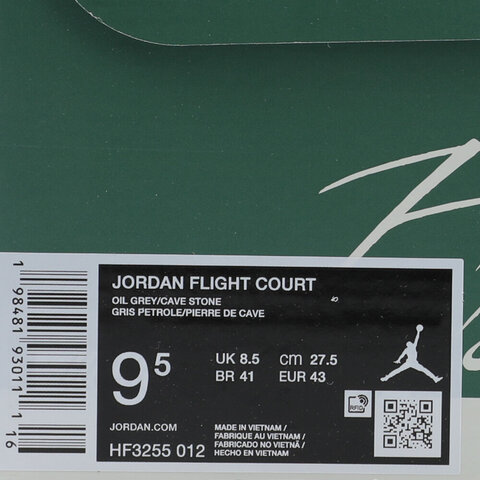 JORDAN FLIGHT COURT
OIL GREY/CAVE STONE
GRIS PETROLE/PIERRE DE CAVE
9⁵
UK 8.5 cm 27.5
BR 41 EUR 43
RFID
JORDAN.COM
HF3255 012
MADE IN VIETNAM /
FABRIQUE AU VIETNAM /
FABRICADO NO VIETNÃ /
HECHO EN VIETNAM
1 98481 93011 1 16